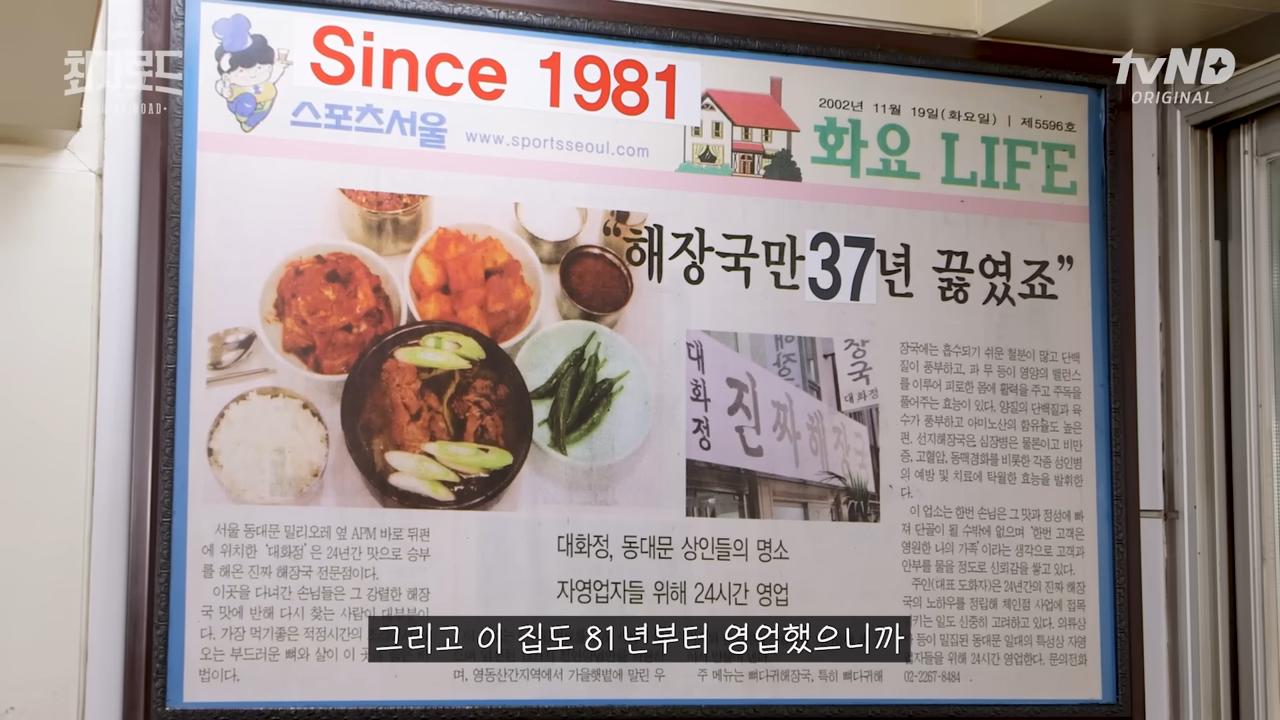 최자로드
tvND
ORIGINAL
Since 1981
스포츠서울
www.sportsseoul.com
2002년 11월 19일(화요일) | 제5596호
화요 LIFE
“해장국만 37년 끓였죠”
대화정
진짜해장국
장국
대화정
서울 동대문 밀리오레 옆 APM 바로 뒤편
에 위치한 '대화정'은 24년간 맛으로 승부
를 해온 진짜 해장국 전문점이다.
이곳을 다녀간 손님들은 그 강렬한 해장
국 맛에 반해 다시 찾는 사람이 대부분이
다. 가장 먹기좋은 적정시간의
오는 부드러운 뼈와 살이 이
법이다.
대화정, 동대문 상인들의 명소
자영업자들 위해 24시간 영업
며, 영동산간지역에서 가을햇볕에 말린 우
주 메뉴는 뼈다귀해장국, 특히 뼈다귀해
장국에는 흡수되기 쉬운 철분이 많고 단백
질이 풍부하고, 파 무 등이 영양의 밸런스
를 이루어 피로한 몸에 활력을 주고 주독을
풀어주는 효능이 있다. 양질의 단백질과 육
수가 풍부하고 아미노산의 함유율도 높은
편. 선지해장국은 심장병은 물론이고 비만
증, 고혈압, 동맥경화를 비롯한 각종 성인병
의 예방 및 치료에 탁월한 효능을 발휘한
다.
이 업소는 한번 손님은 그 맛과 정성에 빠
져 단골이 될 수밖에 없으며 '한번 고객은
영원한 나의 가족'이라는 생각으로 고객과
안부를 물을 정도로 신뢰감을 쌓고 있다.
주인(대표 도화자)은 24년간의 진짜 해장
국의 노하우를 정립해 체인점 사업에 접목
키는 일도 신중히 고려하고 있다. 의류상
등이 밀집된 동대문 일대의 특성상 자영
업자들을 위해 24시간 영업한다. 문의전화
02-2267-8484
그리고 이 집도 81년부터 영업했으니까